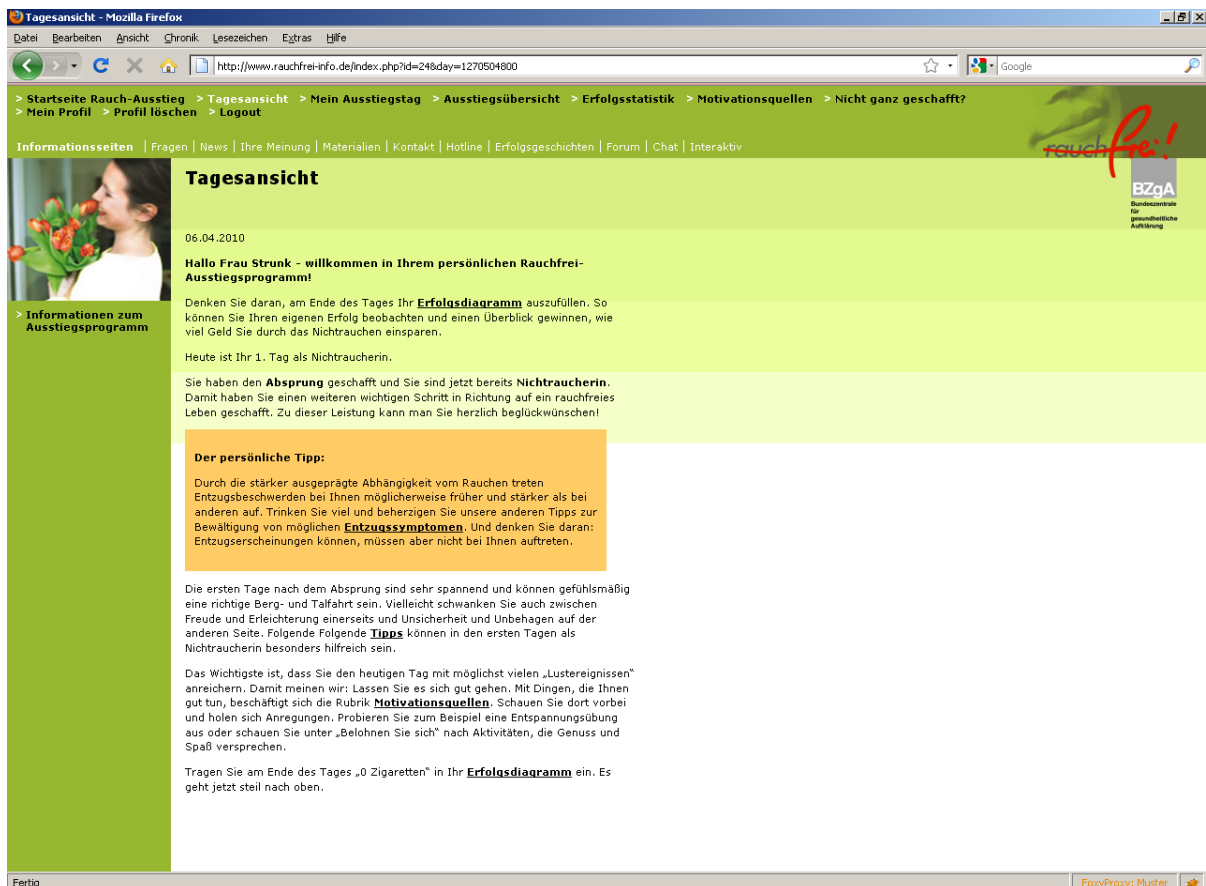 Tagesansicht - Mozilla Firefox
Datei Bearbeiten Ansicht Chronik Lesezeichen Extras Hilfe
http://www.rauchfrei-info.de/index.php?id=24&day=1270504800
Google
> Startseite Rauch-Ausstieg > Tagesansicht > Mein Ausstiegstag > Ausstiegsübersicht > Erfolgsstatistik > Motivationsquellen > Nicht ganz geschafft?
> Mein Profil > Profil löschen > Logout
Informationsseiten | Fragen | News | Ihre Meinung | Materialien | Kontakt | Hotline | Erfolgsgeschichten | Forum | Chat | Interaktiv
rauch frei!
BZgA
Bundeszentrale
für
gesundheitliche
Aufklärung
> Informationen zum
Ausstiegsprogramm
Tagesansicht
06.04.2010
Hallo Frau Strunk - willkommen in Ihrem persönlichen Rauchfrei-
Ausstiegsprogramm!
Denken Sie daran, am Ende des Tages Ihr Erfolgsdiagramm auszufüllen. So
können Sie Ihren eigenen Erfolg beobachten und einen Überblick gewinnen, wie
viel Geld Sie durch das Nichtrauchen einsparen.
Heute ist Ihr 1. Tag als Nichtraucherin.
Sie haben den Absprung geschafft und Sie sind jetzt bereits Nichtraucherin.
Damit haben Sie einen weiteren wichtigen Schritt in Richtung auf ein rauchfreies
Leben geschafft. Zu dieser Leistung kann man Sie herzlich beglückwünschen!
Der persönliche Tipp:
Durch die stärker ausgeprägte Abhängigkeit vom Rauchen treten
Entzugsbeschwerden bei Ihnen möglicherweise früher und stärker als bei
anderen auf. Trinken Sie viel und beherzigen Sie unsere anderen Tipps zur
Bewältigung von möglichen Entzugssymptomen. Und denken Sie daran:
Entzugserscheinungen können, müssen aber nicht bei Ihnen auftreten.
Die ersten Tage nach dem Absprung sind sehr spannend und können gefühlsmäßig
eine richtige Berg- und Talfahrt sein. Vielleicht schwanken Sie auch zwischen
Freude und Erleichterung einerseits und Unsicherheit und Unbehagen auf der
anderen Seite. Folgende Folgende Tipps können in den ersten Tagen als
Nichtraucherin besonders hilfreich sein.
Das Wichtigste ist, dass Sie den heutigen Tag mit möglichst vielen „Lustereignissen“
anreichern. Damit meinen wir: Lassen Sie es sich gut gehen. Mit Dingen, die Ihnen
gut tun, beschäftigt sich die Rubrik Motivationsquellen. Schauen Sie dort vorbei
und holen sich Anregungen. Probieren Sie zum Beispiel eine Entspannungsübung
aus oder schauen Sie unter „Belohnen Sie sich“ nach Aktivitäten, die Genuss und
Spaß versprechen.
Tragen Sie am Ende des Tages „0 Zigaretten“ in Ihr Erfolgsdiagramm ein. Es
geht jetzt steil nach oben.
Fertig
FoxyProxy: Muster